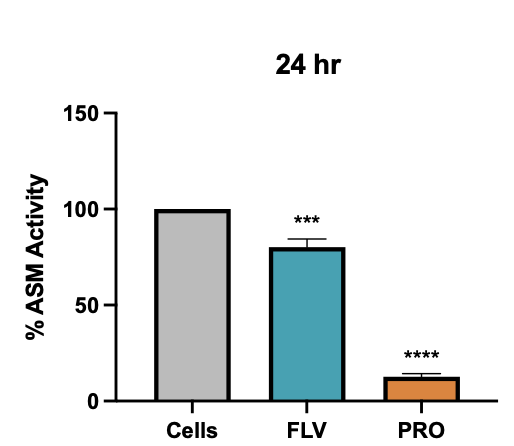 24 hr
150
100
50
0
% ASM Activity
***
****
Cells FLV PRO